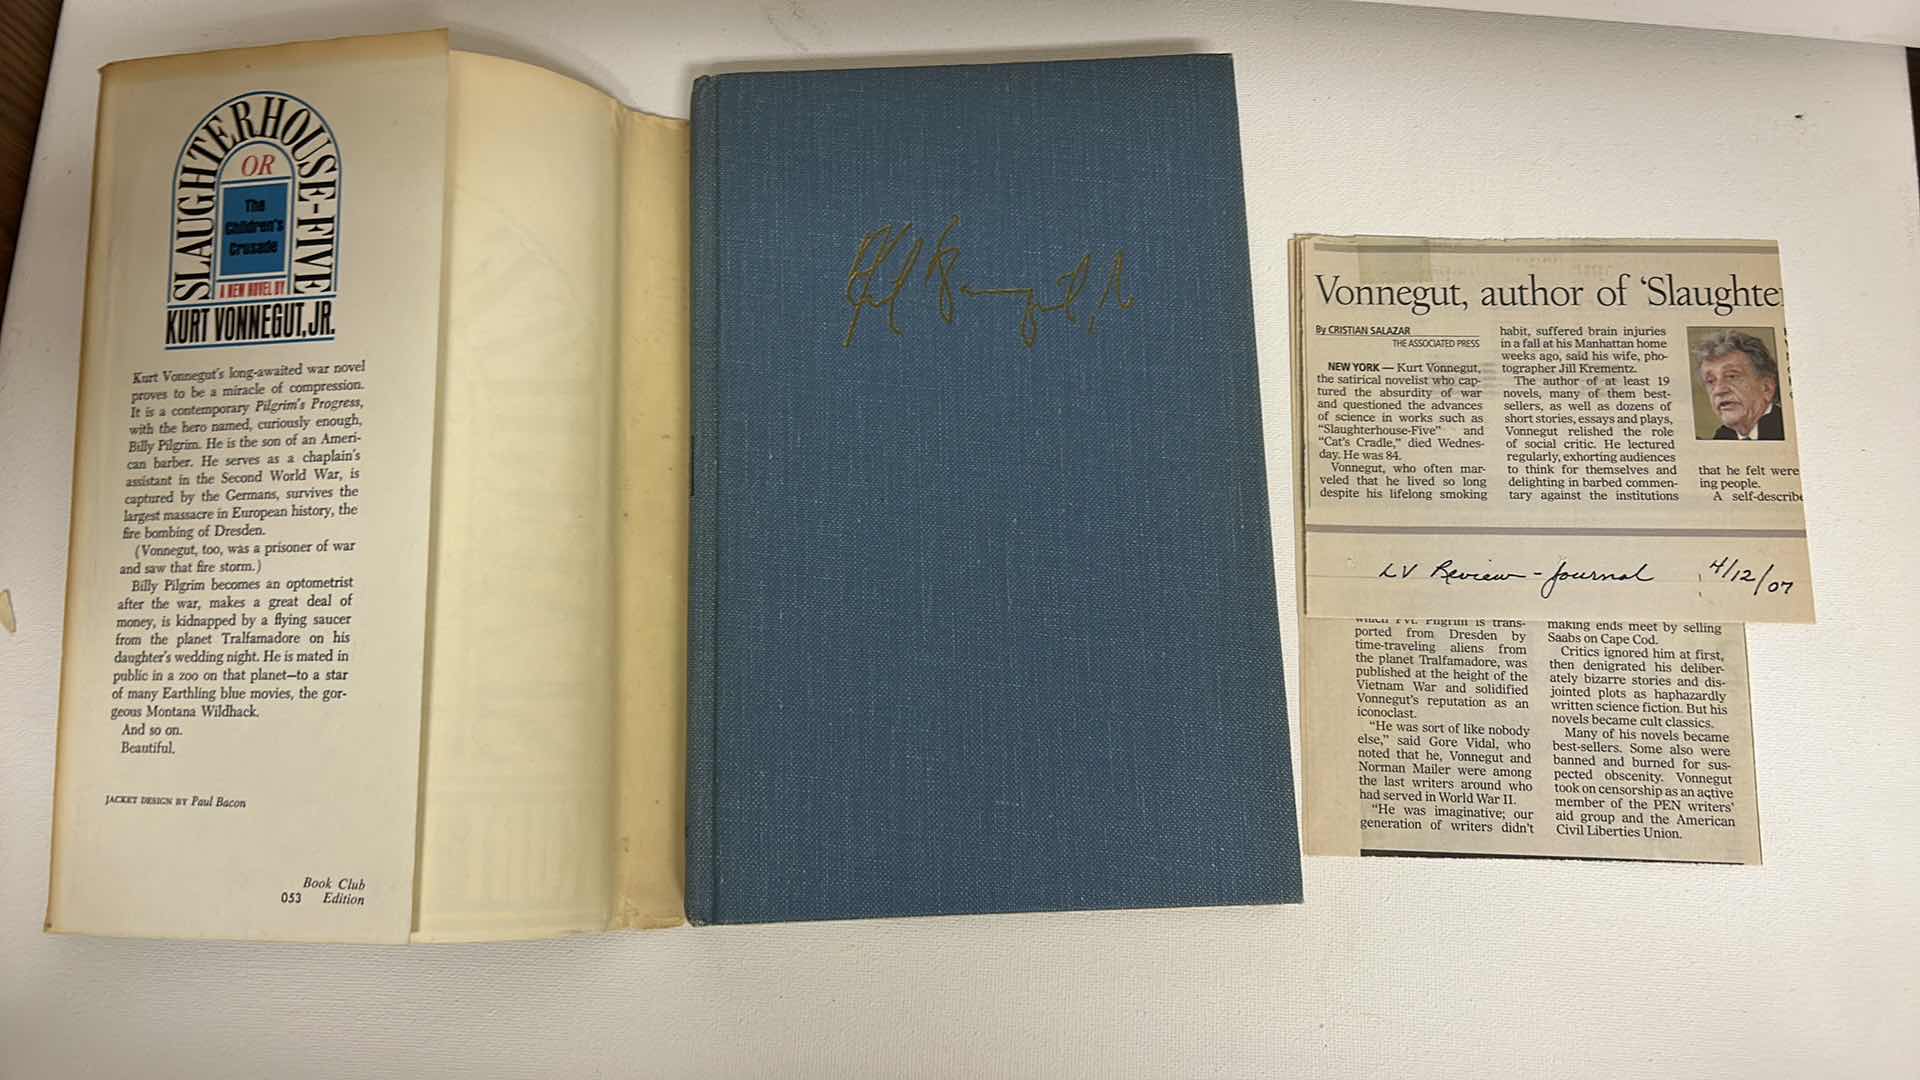 SLAUGHTERHOUSE-FIVE
OR
The
Children's
Crusade
A NEW NOVEL BY
KURT VONNEGUT, JR.
Kurt Vonnegut's long-awaited war novel
proves to be a miracle of compression.
It is a contemporary Pilgrim's Progress,
with the hero named, curiously enough,
Billy Pilgrim. He is the son of an Ameri-
can barber. He serves as a chaplain's
assistant in the Second World War, is
captured by the Germans, survives the
largest massacre in European history, the
fire bombing of Dresden.
(Vonnegut, too, was a prisoner of war
and saw that fire storm.)
Billy Pilgrim becomes an optometrist
after the war, makes a great deal of
money, is kidnapped by a flying saucer
from the planet Tralfamadore on his
daughter's wedding night. He is mated in
public in a zoo on that planet—to a star
of many Earthling blue movies, the gor-
geous Montana Wildhack.
And so on.
Beautiful.
JACKET DESIGN BY Paul Bacon
Book Club
053 Edition
Vonnegut, author of ‘Slaughte
By CRISTIAN SALAZAR
THE ASSOCIATED PRESS
NEW YORK — Kurt Vonnegut,
the satirical novelist who cap-
tured the absurdity of war
and questioned the advances
of science in works such as
“Slaughterhouse-Five” and
“Cat's Cradle,” died Wednes-
day. He was 84.
Vonnegut, who often mar-
veled that he lived so long
despite his lifelong smoking
habit, suffered brain injuries
in a fall at his Manhattan home
weeks ago, said his wife, pho-
tographer Jill Krementz.
The author of at least 19
novels, many of them best-
sellers, as well as dozens of
short stories, essays and plays,
Vonnegut relished the role
of social critic. He lectured
regularly, exhorting audiences
to think for themselves and
delighting in barbed commen-
tary against the institutions
that he felt were
ing people.
A self-describe
LV Review-Journal 4/12/07
which Pvt. Pilgrim is trans-
ported from Dresden by
time-traveling aliens from
the planet Tralfamadore, was
published at the height of the
Vietnam War and solidified
Vonnegut's reputation as an
iconoclast.
“He was sort of like nobody
else,” said Gore Vidal, who
noted that he, Vonnegut and
Norman Mailer were among
the last writers around who
had served in World War II.
“He was imaginative; our
generation of writers didn't
making ends meet by selling
Saabs on Cape Cod.
Critics ignored him at first,
then denigrated his deliber-
ately bizarre stories and dis-
jointed plots as haphazardly
written science fiction. But his
novels became cult classics.
Many of his novels became
best-sellers. Some also were
banned and burned for sus-
pected obscenity. Vonnegut
took on censorship as an active
member of the PEN writers'
aid group and the American
Civil Liberties Union.